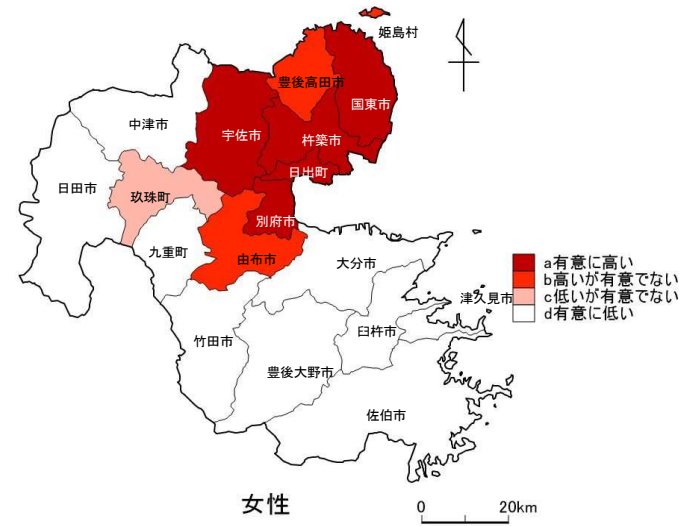 姫島村
豊後高田市
国東市
中津市
宇佐市
杵築市
日出町
日田市
玖珠町
別府市
九重町
由布市
大分市
a有意に高い
b高いが有意でない
c低いが有意でない
d有意に低い
津久見市
臼杵市
竹田市
豊後大野市
佐伯市
女性
0 20km